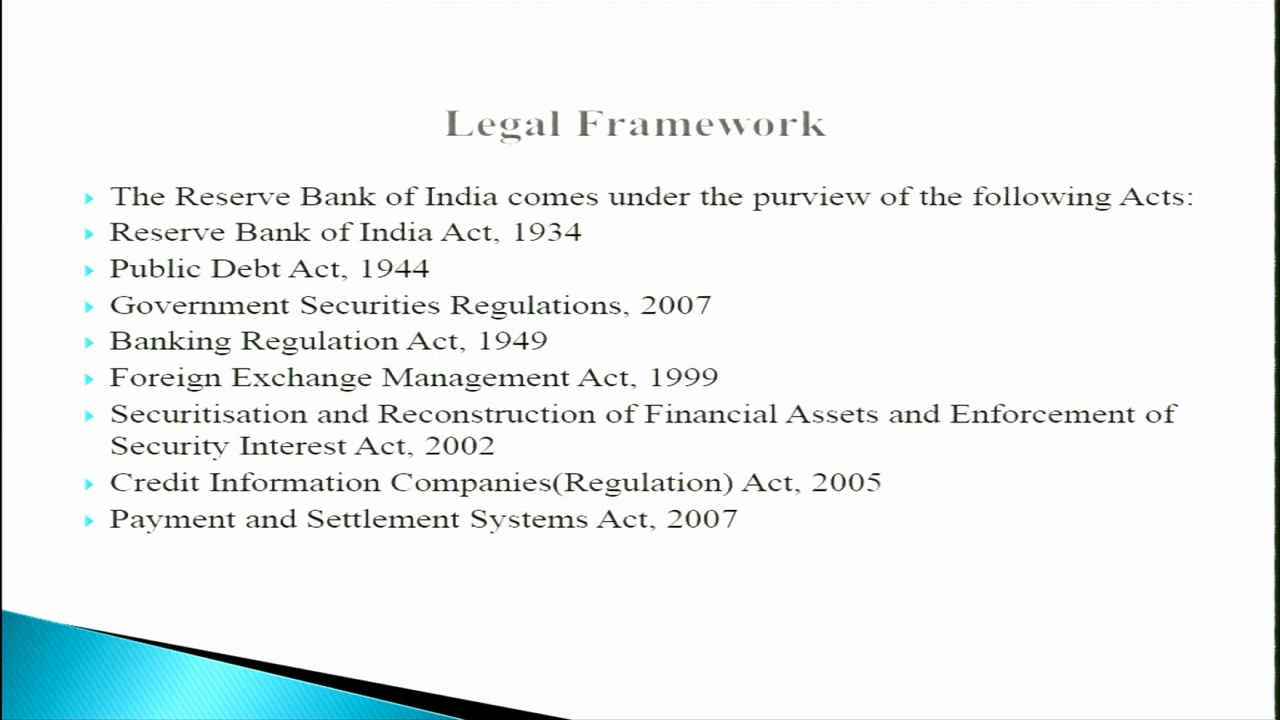 Legal Framework
The Reserve Bank of India comes under the purview of the following Acts:
Reserve Bank of India Act, 1934
Public Debt Act, 1944
Government Securities Regulations, 2007
Banking Regulation Act, 1949
Foreign Exchange Management Act, 1999
Securitisation and Reconstruction of Financial Assets and Enforcement of
Security Interest Act, 2002
Credit Information Companies(Regulation) Act, 2005
Payment and Settlement Systems Act, 2007